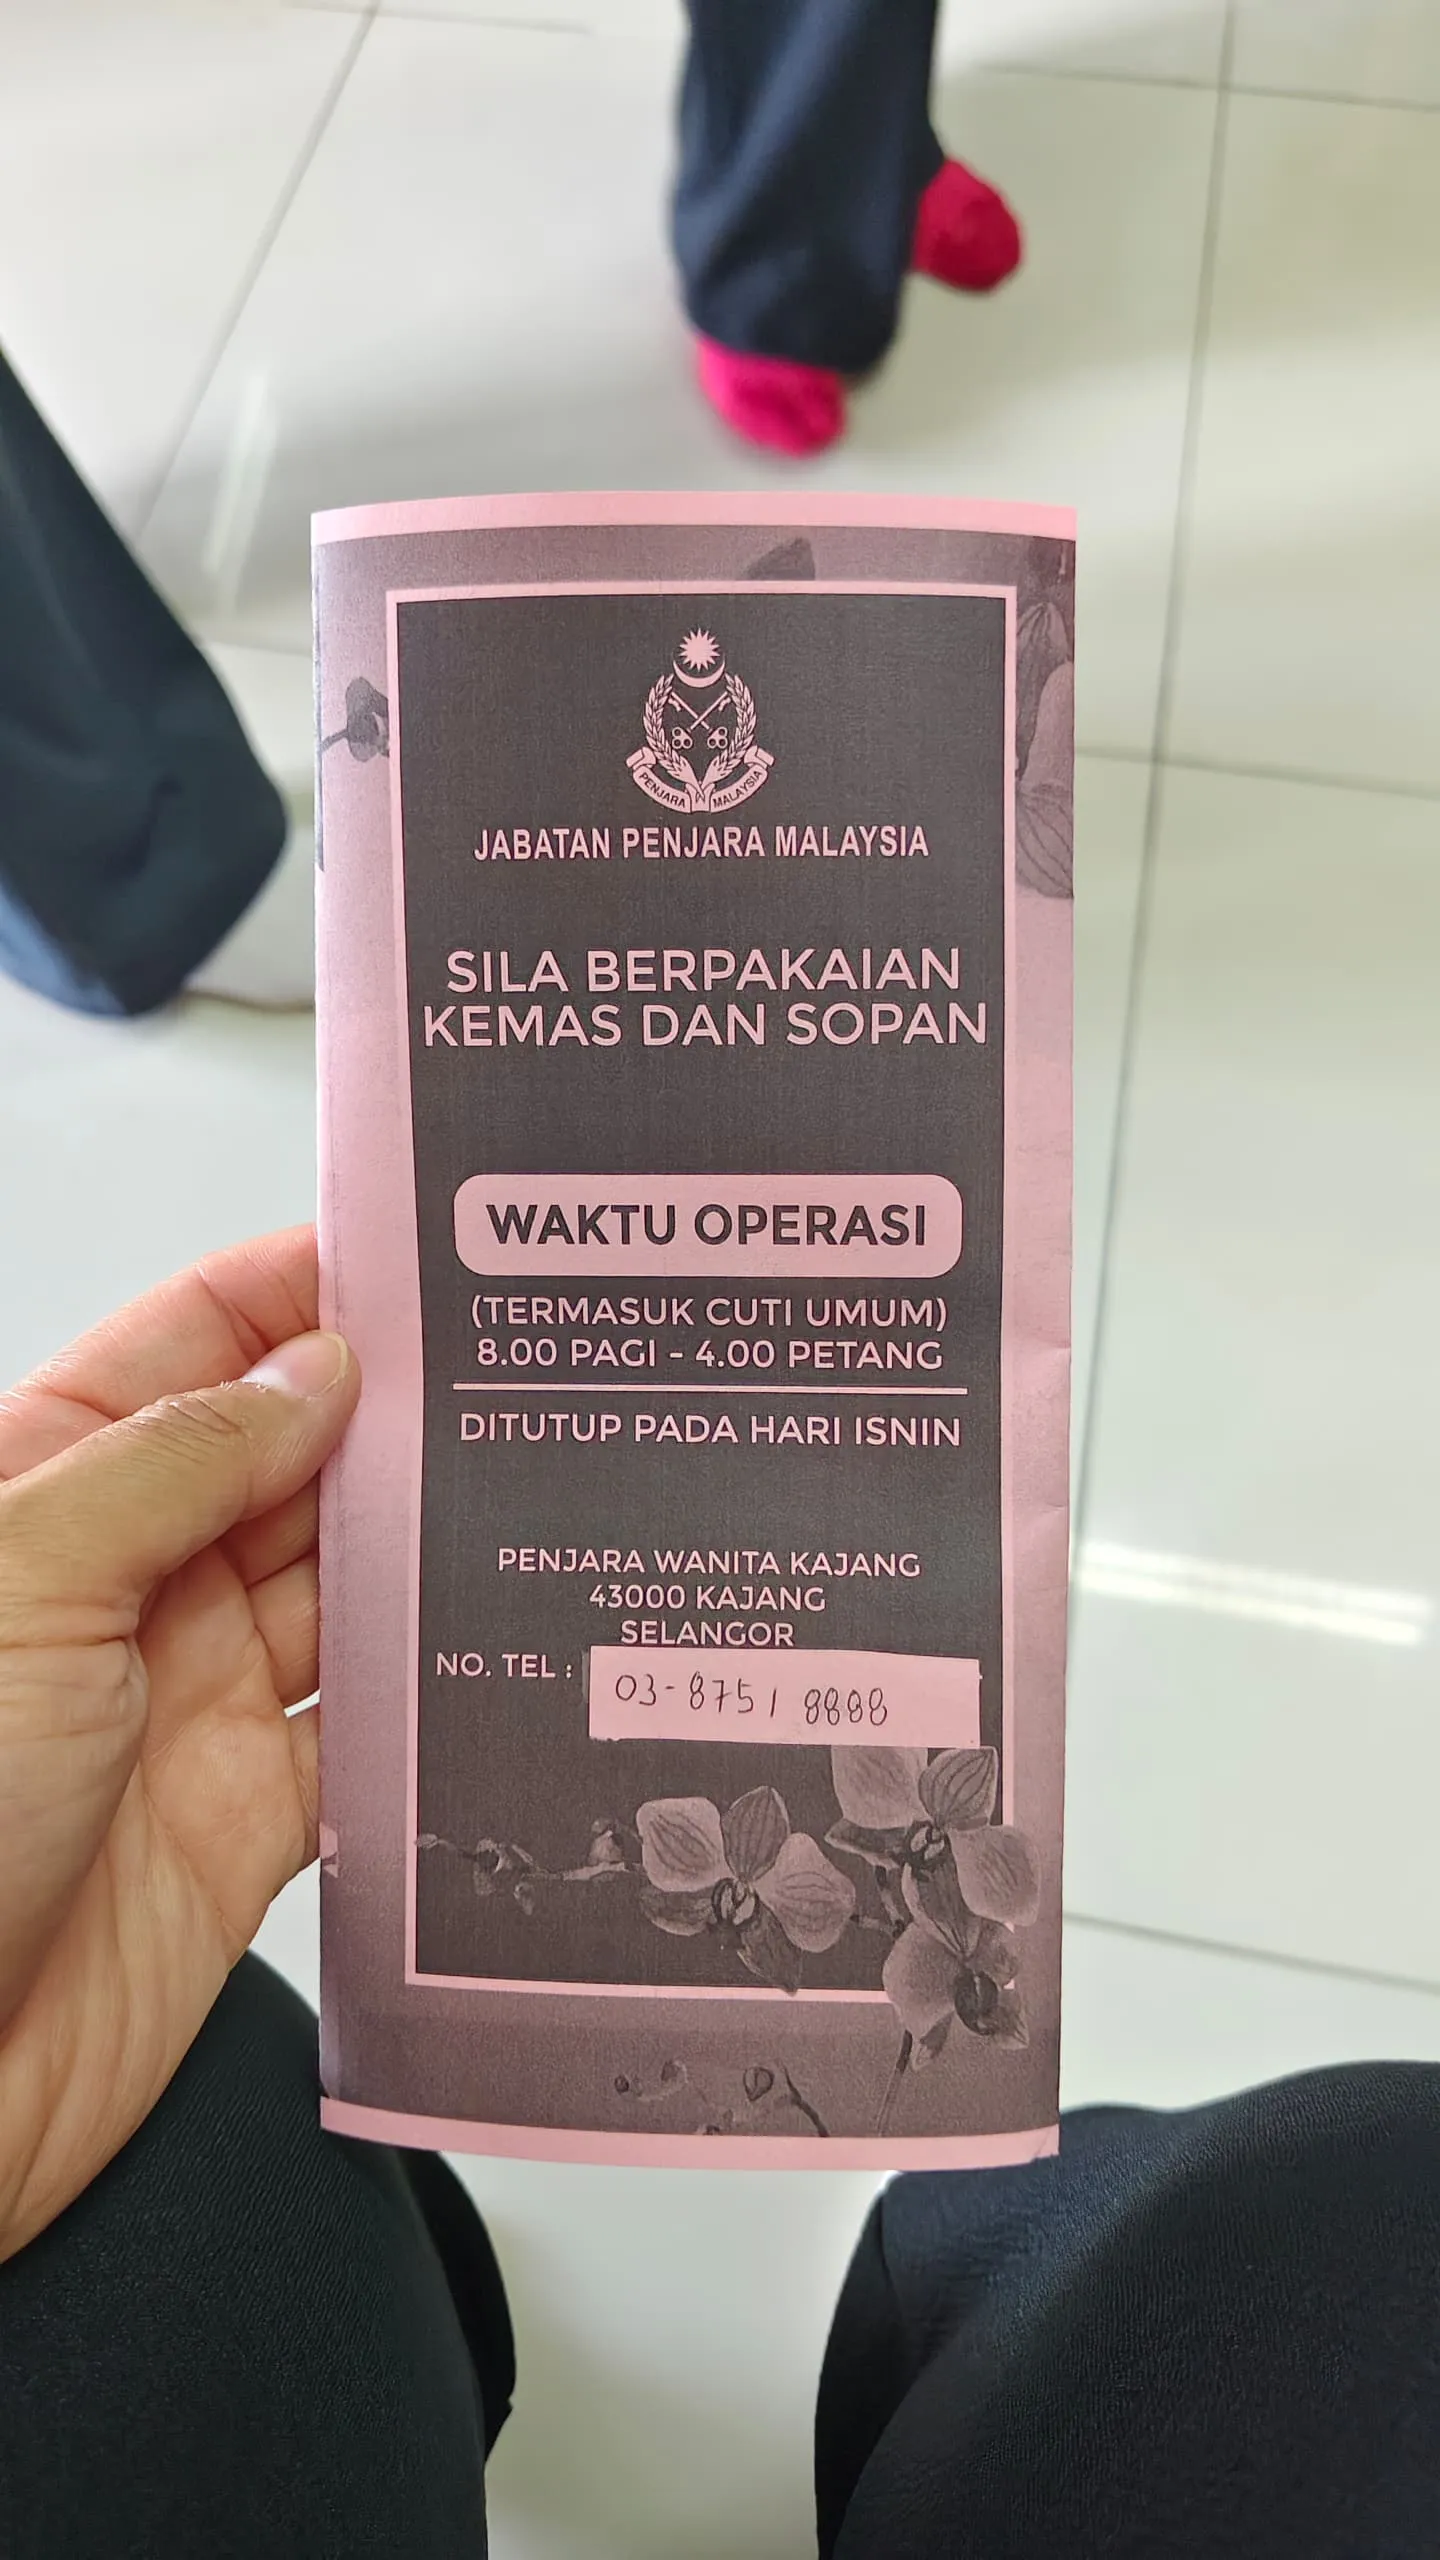 PENJARA MALAYSIA
JABATAN PENJARA MALAYSIA
SILA BERPAKAIAN
KEMAS DAN SOPAN
WAKTU OPERASI
(TERMASUK CUTI UMUM)
8.00 PAGI - 4.00 PETANG
DITUTUP PADA HARI ISNIN
PENJARA WANITA KAJANG
43000 KAJANG
SELANGOR
NO. TEL : 03-8751 8888